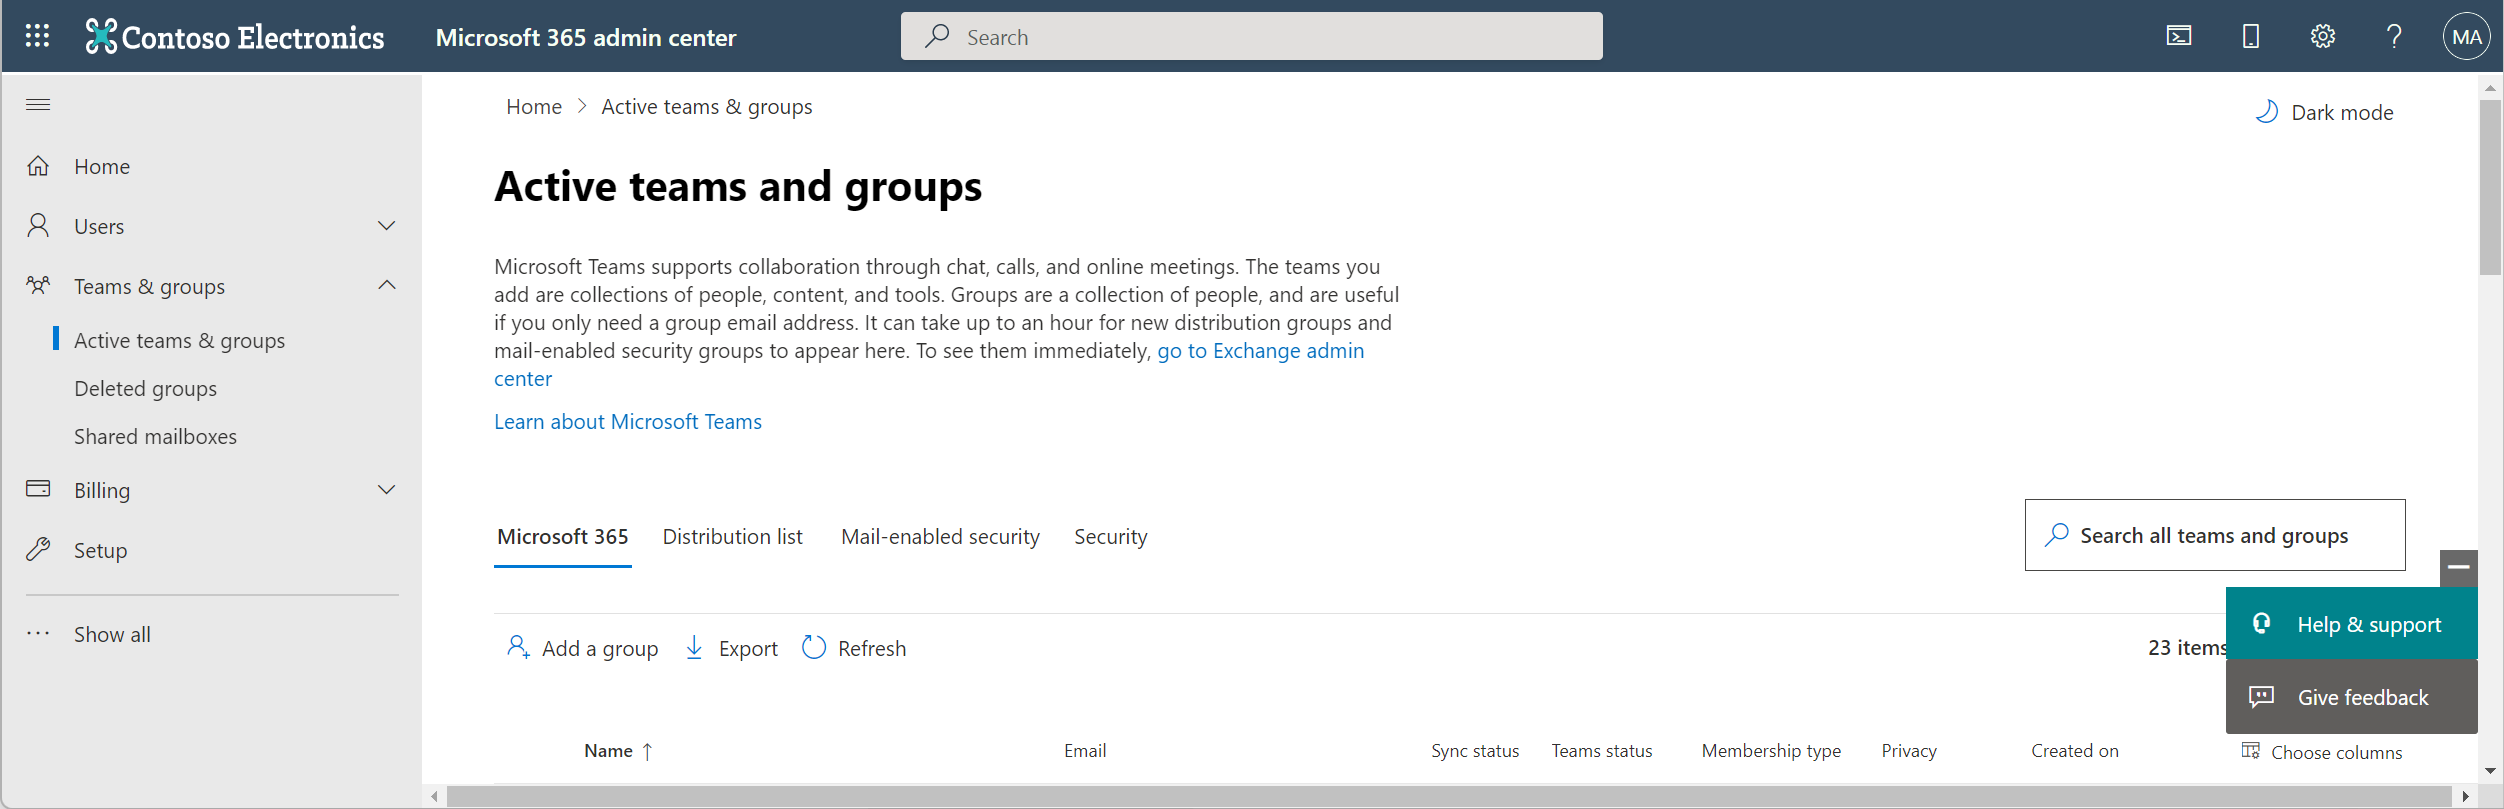 Contoso Electronics
Microsoft 365 admin center
Search
MA
Home
Users
Teams & groups
Active teams & groups
Deleted groups
Shared mailboxes
Billing
Setup
Show all
Home > Active teams & groups
Dark mode
Active teams and groups
Microsoft Teams supports collaboration through chat, calls, and online meetings. The teams you
add are collections of people, content, and tools. Groups are a collection of people, and are useful
if you only need a group email address. It can take up to an hour for new distribution groups and
mail-enabled security groups to appear here. To see them immediately, go to Exchange admin
center
Learn about Microsoft Teams
Microsoft 365 Distribution list Mail-enabled security Security
Search all teams and groups
Add a group Export Refresh
23 items
Help & support
Give feedback
Name ↑ Email Sync status Teams status Membership type Privacy Created on Choose columns